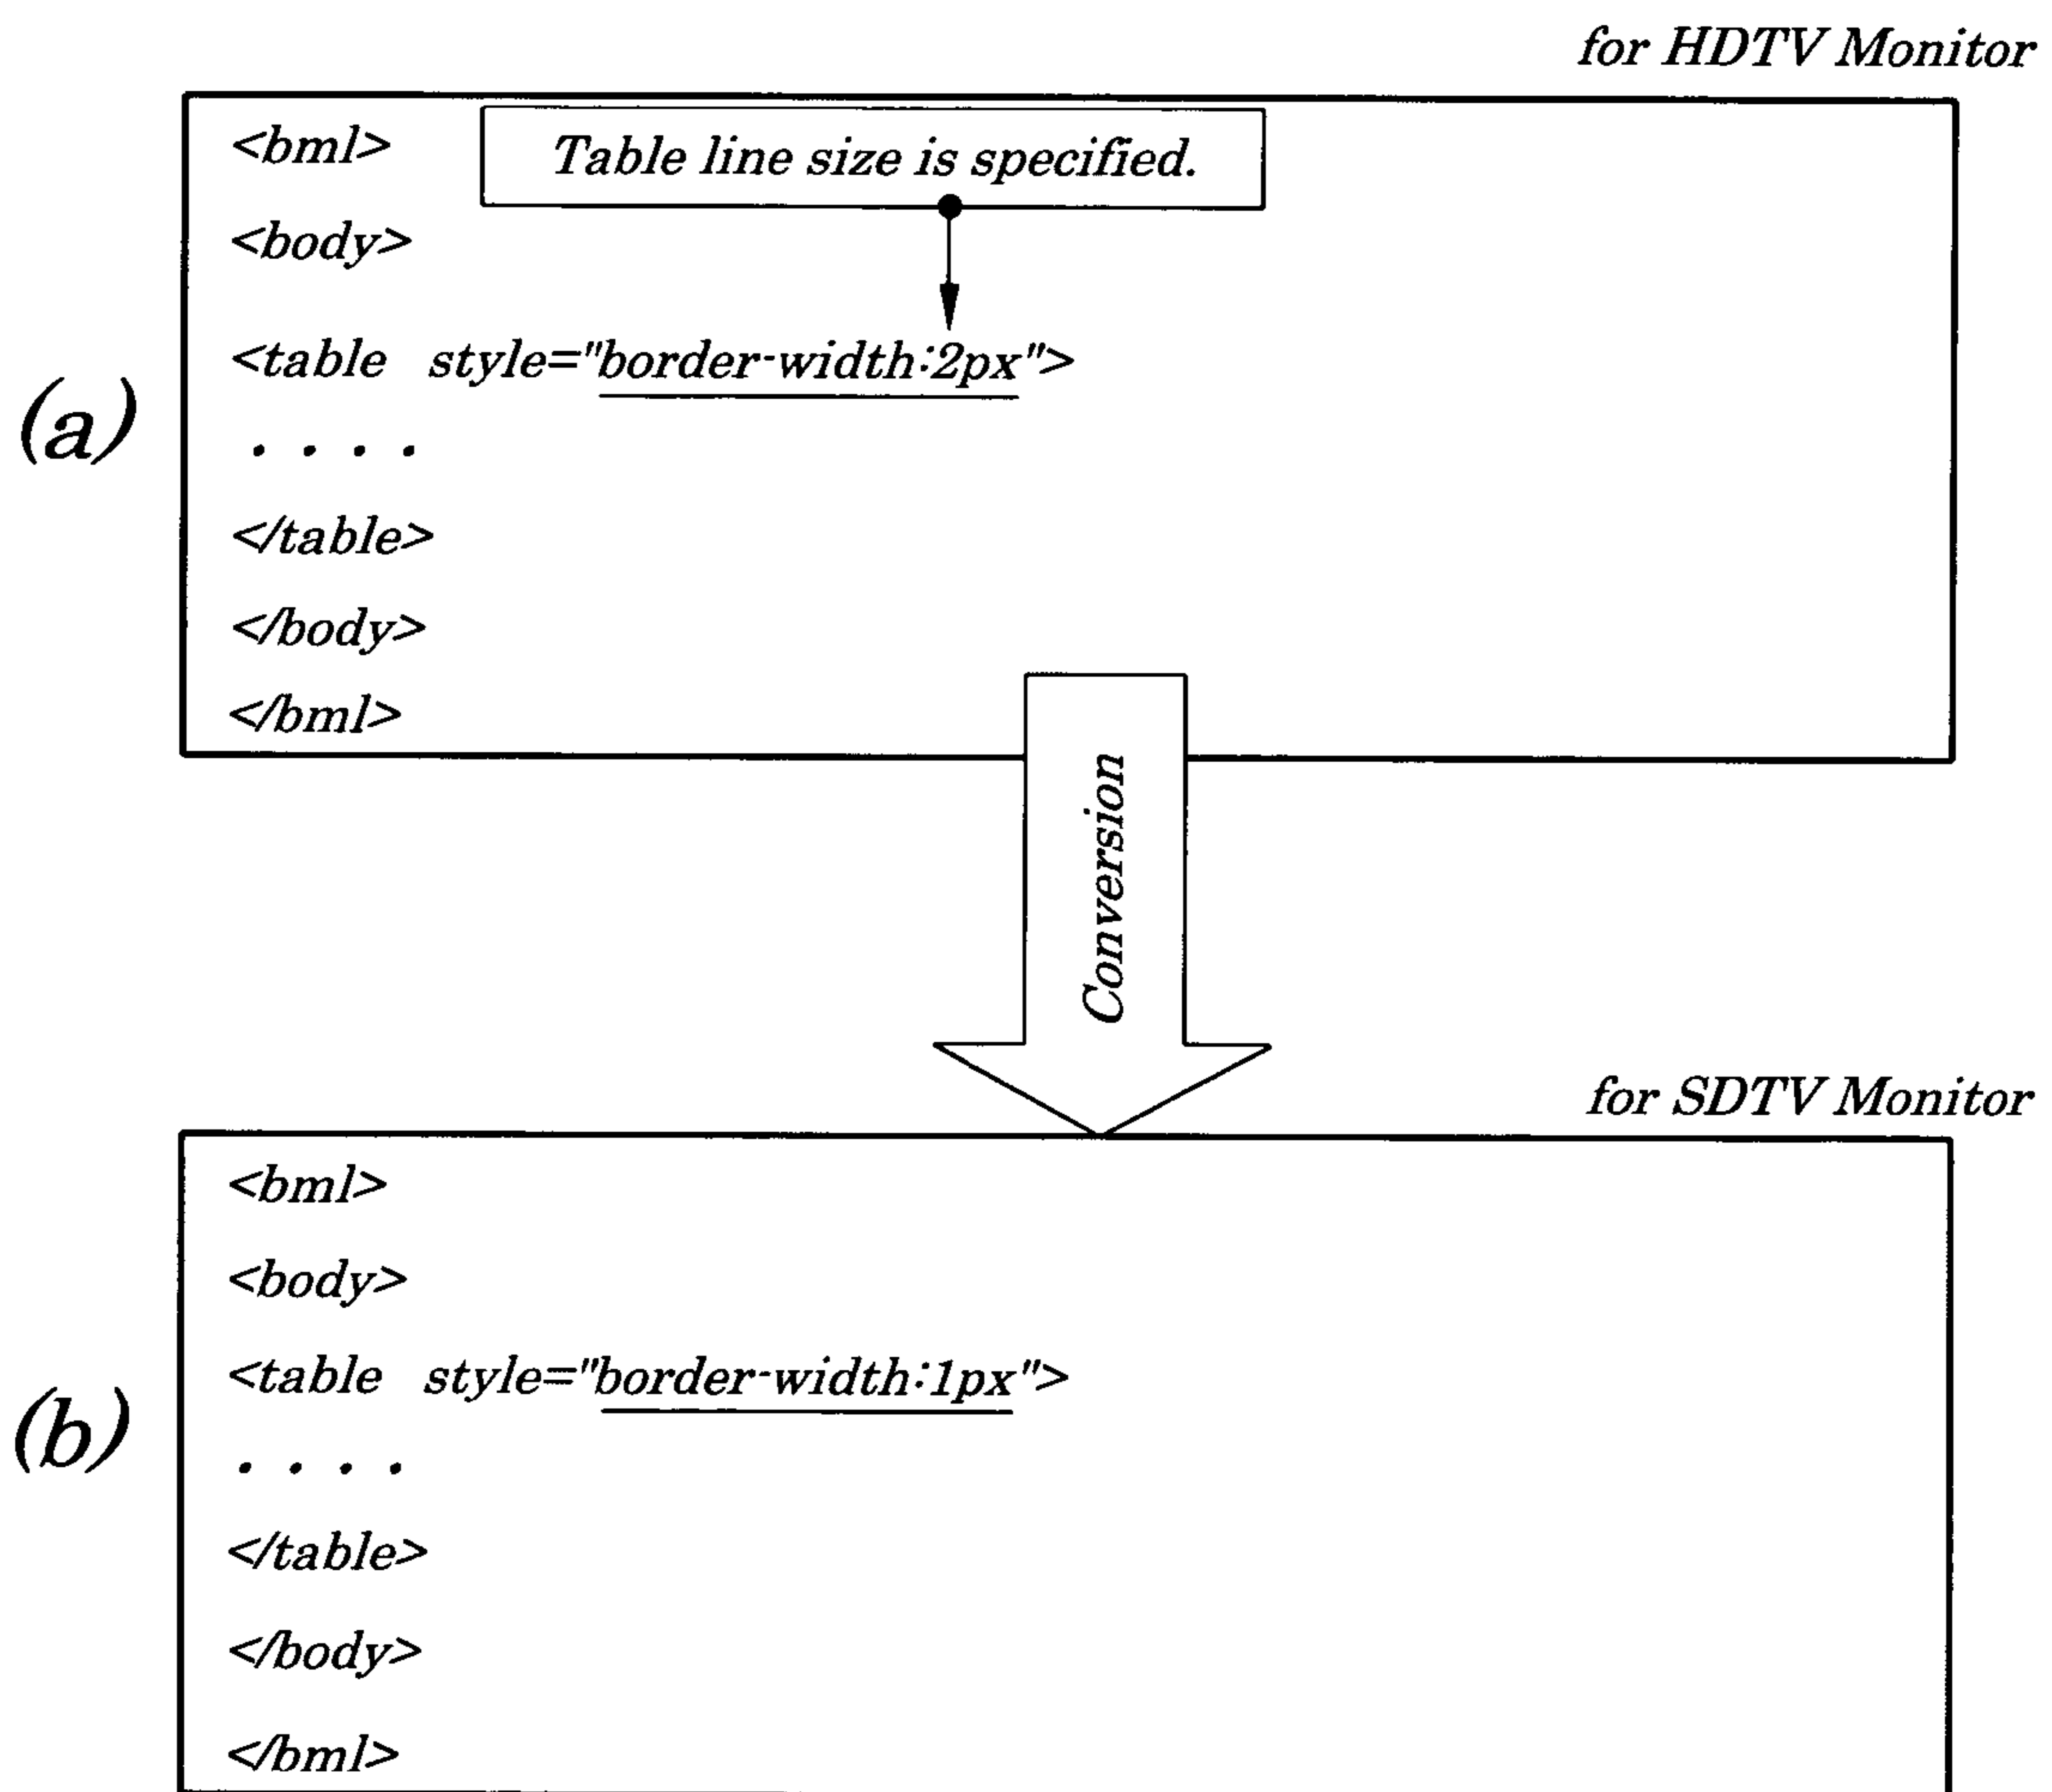 for HDTV Monitor
<bml>
Table line size is specified.
<body>
<table style="border-width:2px">
(a)
. . . .
</table>
</body>
</bml>
Conversion
for SDTV Monitor
<bml>
<body>
<table style="border-width:1px">
(b)
. . . .
</table>
</body>
</bml>